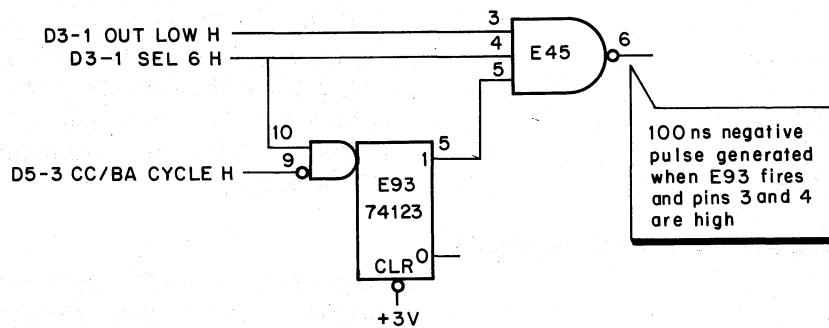 D3-1 OUT LOW H
3
D3-1 SEL 6 H
4
5
E45
6
10
9
D5-3 CC/BA CYCLE H
5
1
E93
74123
0
CLR
+3V
100 ns negative
pulse generated
when E93 fires
and pins 3 and 4
are high